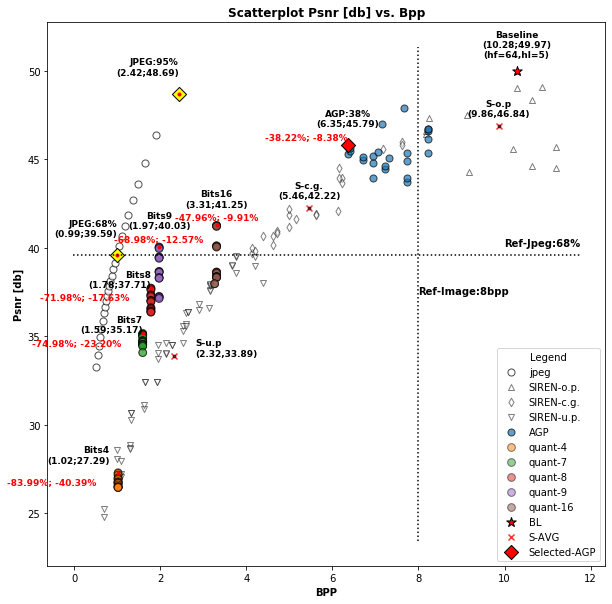 Scatterplot Psnr [db] vs. Bpp
Baseline
(10.28;49.97)
(hf=64,hl=5)
JPEG:95%
(2.42;48.69)
S-o.p
(9.86,46.84)
AGP:38%
(6.35;45.79)
-38.22%; -8.38%
S-c.g.
(5.46,42.22)
Bits16
(3.31;41.25)
-47.96%; -9.91%
Bits9
(1.97;40.03)
-68.98%; -12.57%
JPEG:68%
(0.99;39.59)
Ref-Jpeg:68%
Bits8
(1.78;37.71)
-71.98%; -17.63%
Ref-Image:8bpp
Bits7
(1.59;35.17)
-74.98%; -23.20%
S-u.p
(2.32,33.89)
Bits4
(1.02;27.29)
-83.99%; -40.39%
Legend
jpeg
SIREN-o.p.
SIREN-c.g.
SIREN-u.p.
AGP
quant-4
quant-7
quant-8
quant-9
quant-16
BL
S-AVG
Selected-AGP
Psnr [db]
50
45
40
35
30
25
0 2 4 6 8 10 12
BPP